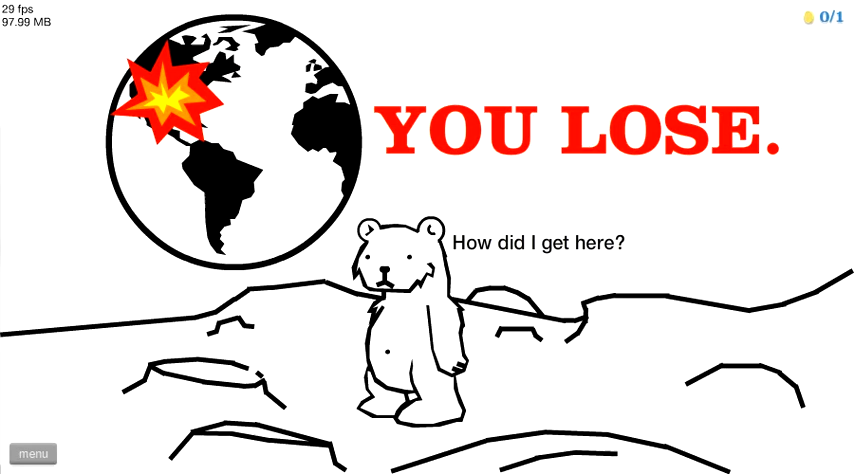 29 fps
97.99 MB
0/1
YOU LOSE.
How did I get here?
menu